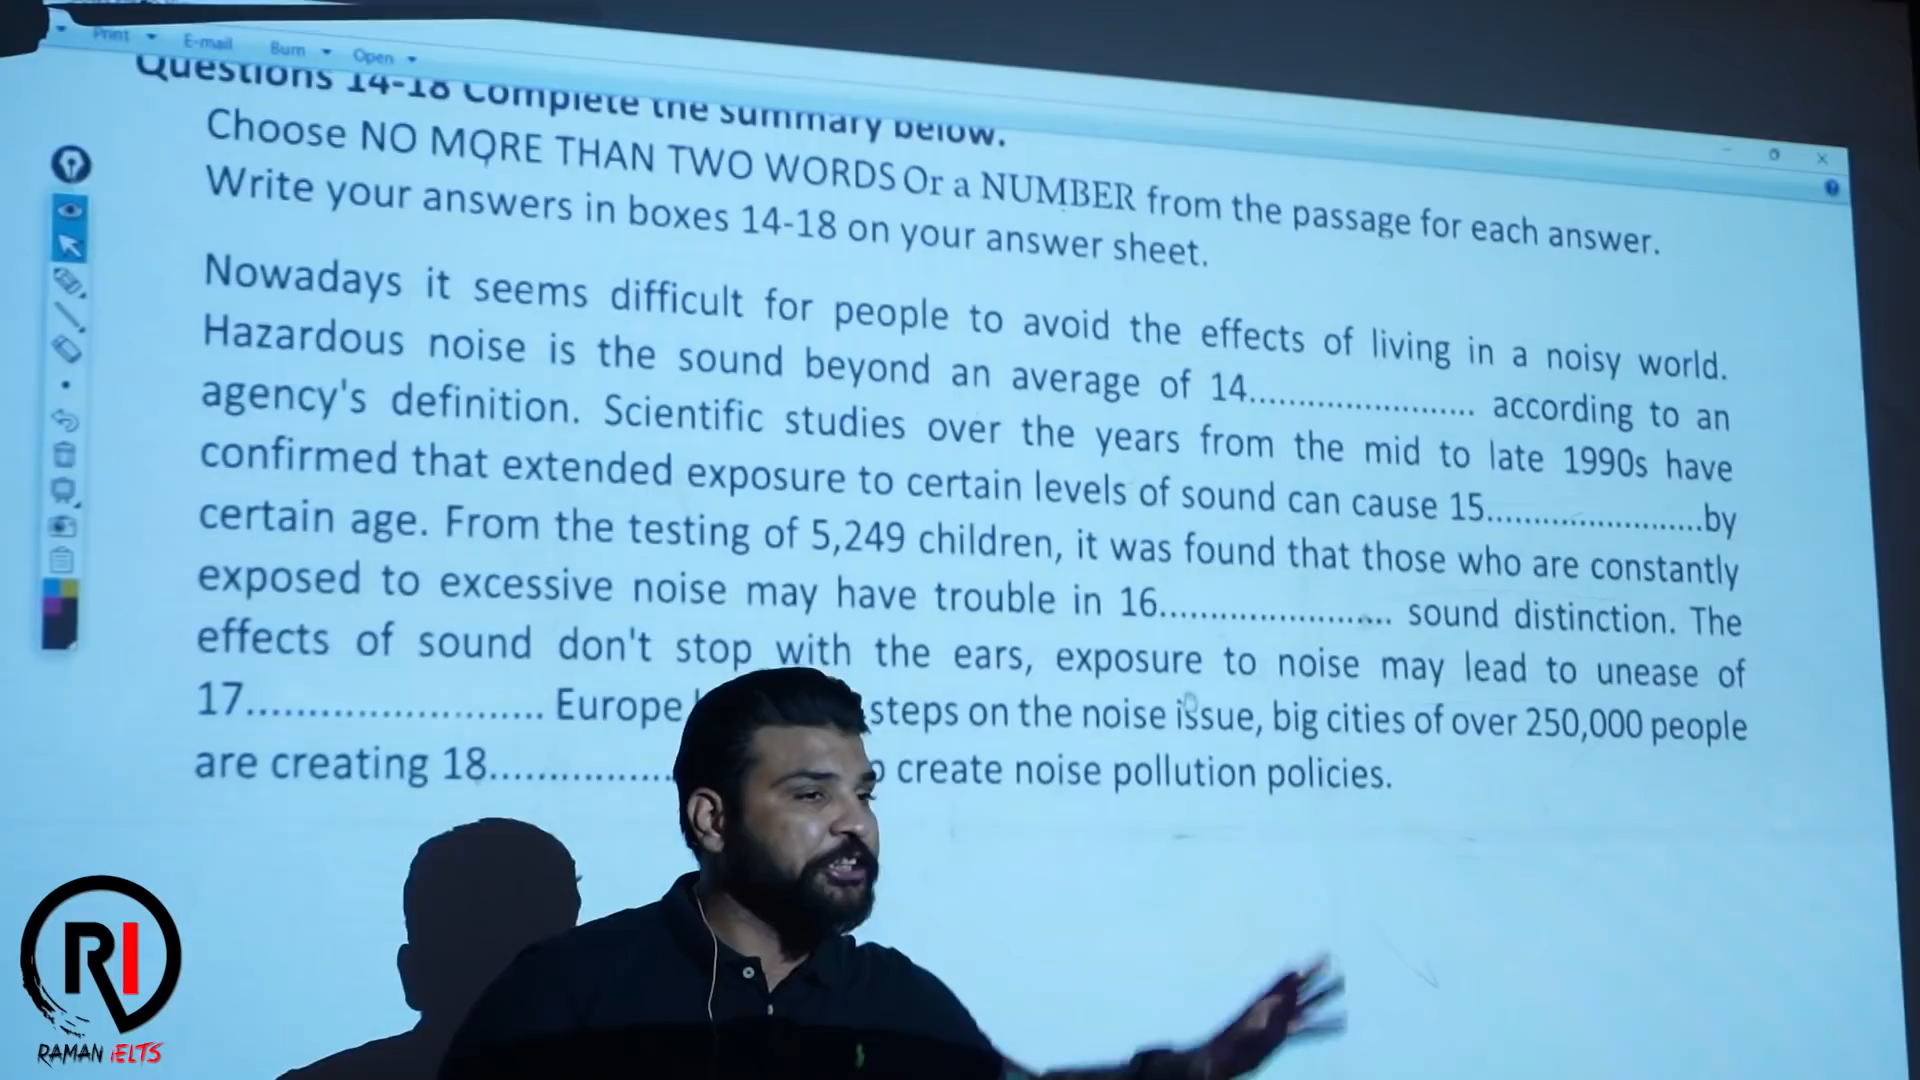 Print E-mail Burn Open
Questions 14-18 Complete the summary below.
Choose NO MORE THAN TWO WORDS Or a NUMBER from the passage for each answer.
Write your answers in boxes 14-18 on your answer sheet.
Nowadays it seems difficult for people to avoid the effects of living in a noisy world.
Hazardous noise is the sound beyond an average of 14........................ according to an
agency's definition. Scientific studies over the years from the mid to late 1990s have
confirmed that extended exposure to certain levels of sound can cause 15........................by
certain age. From the testing of 5,249 children, it was found that those who are constantly
exposed to excessive noise may have trouble in 16........................ sound distinction. The
effects of sound don't stop with the ears, exposure to noise may lead to unease of
17........................ Europe steps on the noise issue, big cities of over 250,000 people
are creating 18................... create noise pollution policies.
RI
RAMAN iELTS